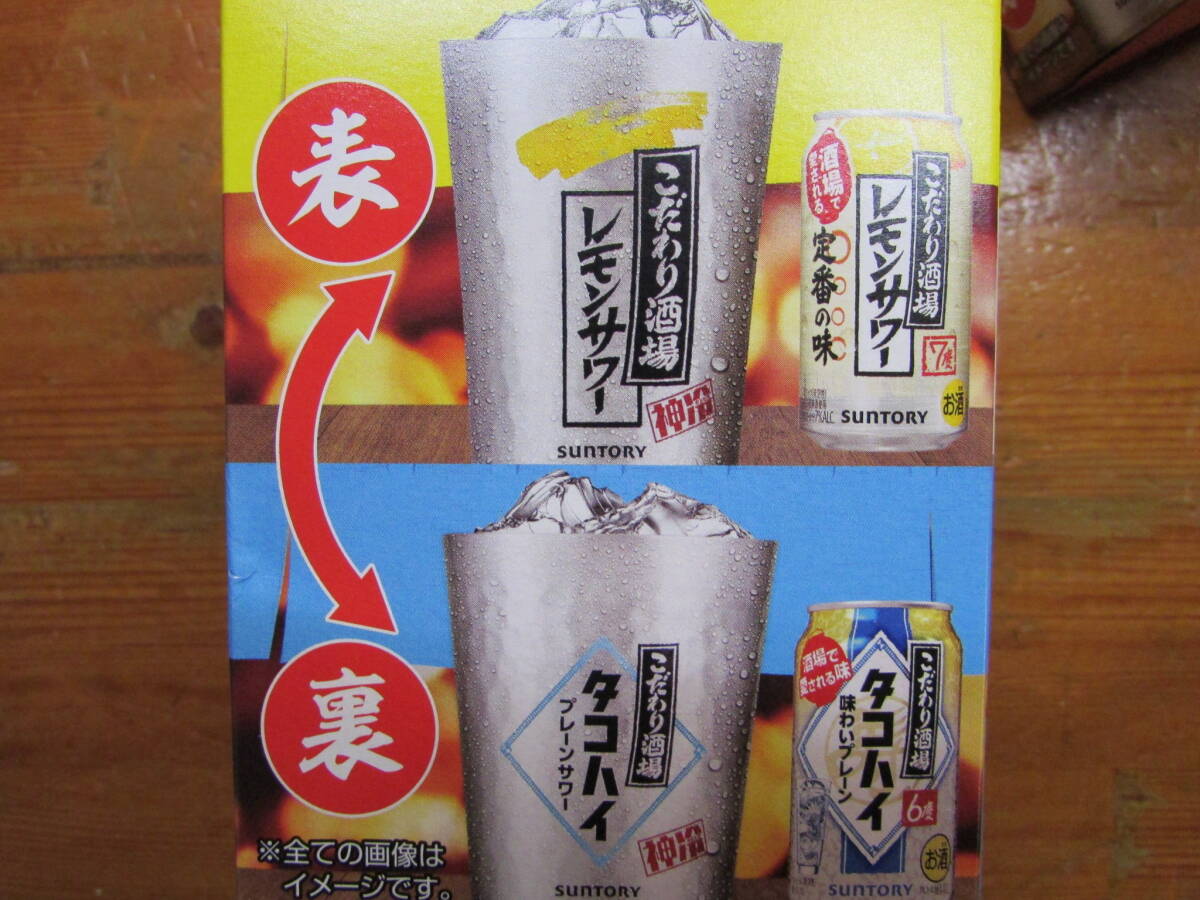 表
こだわり酒場
レモンサワー
神冷
SUNTORY
酒場で
愛される
定番の味
こだわり酒場
レモンサワー
7度
お酒
7%ALC
SUNTORY
裏
こだわり酒場
タコハイ
プレーンサワー
神冷
SUNTORY
酒場で
愛される味
こだわり酒場
タコハイ
味わいプレーン
6度
お酒
SUNTORY
※全ての画像は
イメージです。